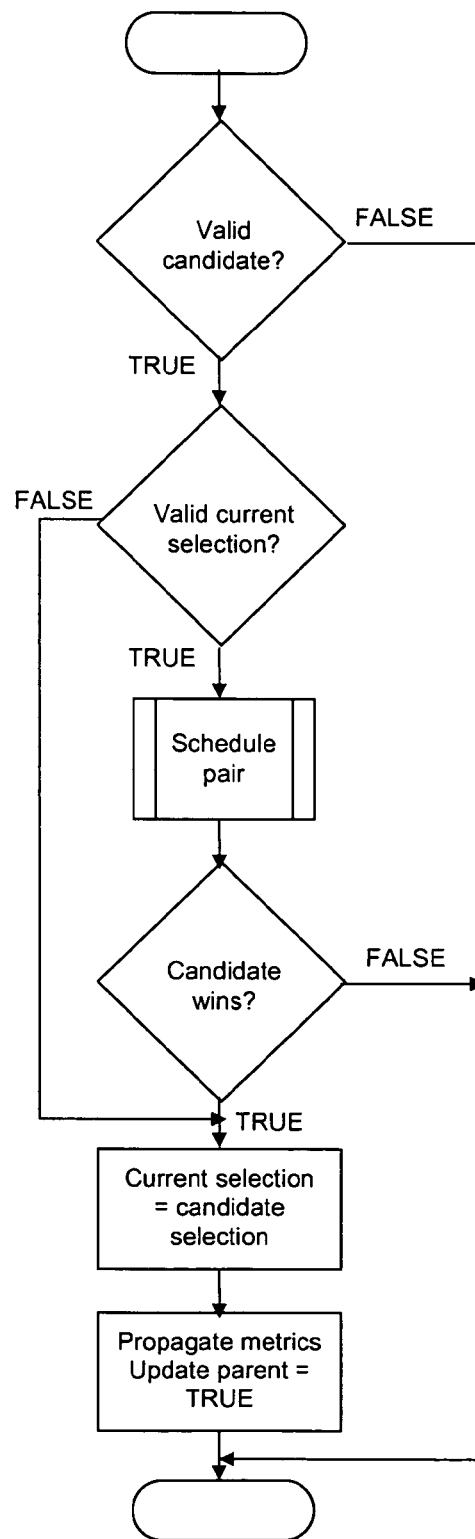 Valid
candidate?
FALSE
TRUE
FALSE
Valid current
selection?
TRUE
Schedule
pair
Candidate
wins?
FALSE
TRUE
Current selection
= candidate
selection
Propagate metrics
Update parent =
TRUE